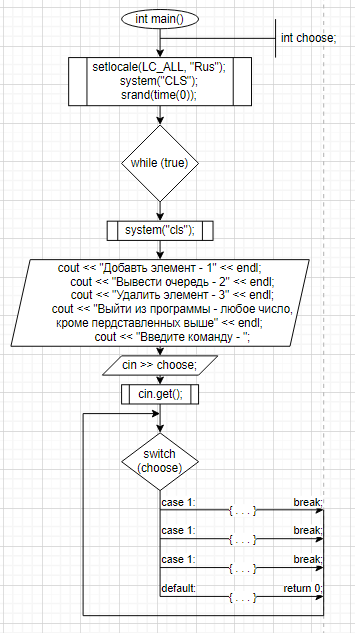 int main()
int choose;
setlocale(LC_ALL, "Rus");
system("CLS");
srand(time(0));
while (true)
system("cls");
cout << "Добавть элемент - 1" << endl;
cout << "Вывести очередь - 2" << endl;
cout << "Удалить элемент - 3" << endl;
cout << "Выйти из программы - любое число,
кроме пердставленных выше" << endl;
cout << "Введите команду - ";
cin >> choose;
cin.get();
switch
(choose)
case 1: { . . . } break;
case 1: { . . . } break;
case 1: { . . . } break;
default: { . . . } return 0;